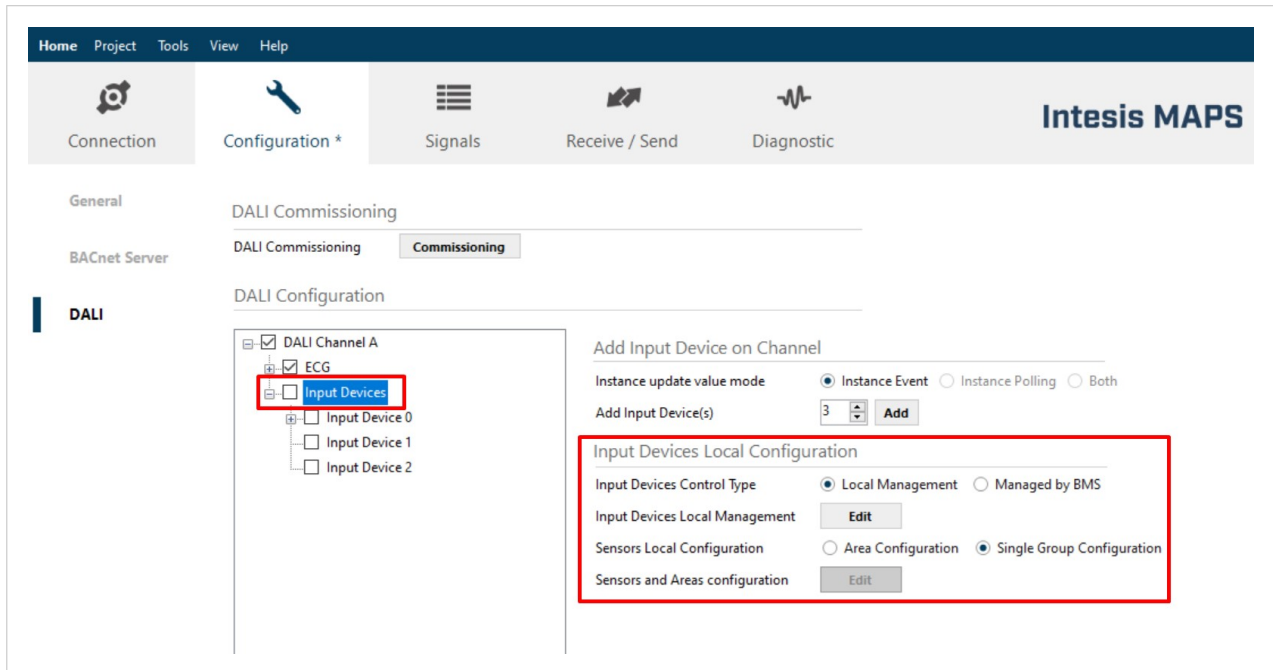 Home Project Tools View Help
Connection Configuration * Signals Receive / Send Diagnostic
Intesis MAPS
General
BACnet Server
DALI
DALI Commissioning
DALI Commissioning Commissioning
DALI Configuration
DALI Channel A
ECG
Input Devices
Input Device 0
Input Device 1
Input Device 2
Add Input Device on Channel
Instance update value mode Instance Event Instance Polling Both
Add Input Device(s) 3 Add
Input Devices Local Configuration
Input Devices Control Type Local Management Managed by BMS
Input Devices Local Management Edit
Sensors Local Configuration Area Configuration Single Group Configuration
Sensors and Areas configuration Edit